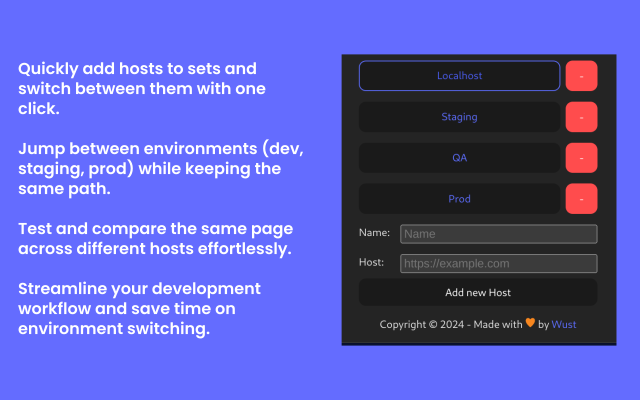 Quickly add hosts to sets and
switch between them with one
click.
Jump between environments (dev,
staging, prod) while keeping the
same path.
Test and compare the same page
across different hosts effortlessly.
Streamline your development
workflow and save time on
environment switching.
Localhost -
Staging -
QA -
Prod -
Name: Name
Host: https://example.com
Add new Host
Copyright © 2024 - Made with 🧡 by Wust